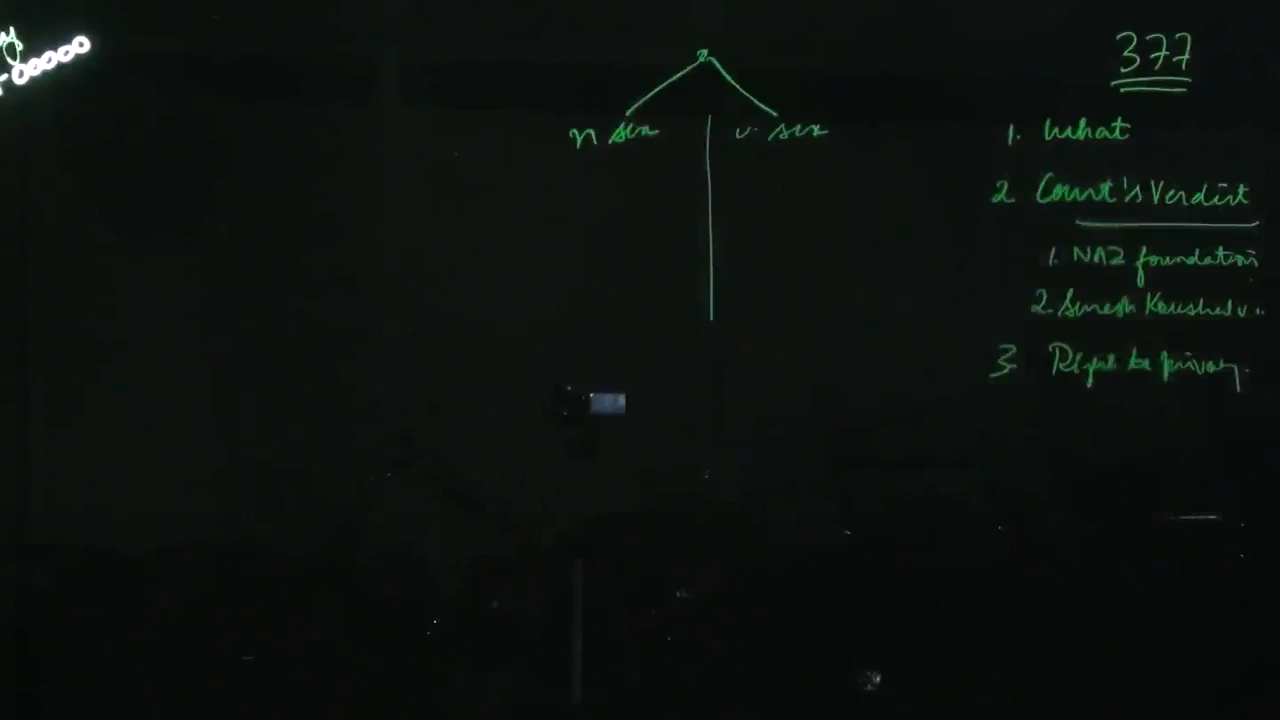 377
n sex
u. sex
1. What
2 Court's Verdict
1. NAZ foundation
2. Suresh Kaushal v.
3. Right to privacy.